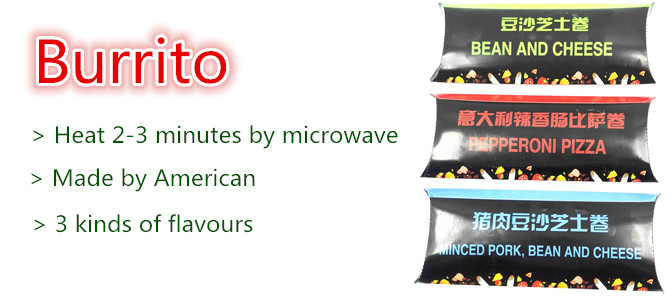 Burrito
> Heat 2-3 minutes by microwave
> Made by American
> 3 kinds of flavours
豆沙芝士卷
BEAN AND CHEESE
意大利辣香肠比萨卷
PEPPERONI PIZZA
猪肉豆沙芝士卷
MINCED PORK, BEAN AND CHEESE